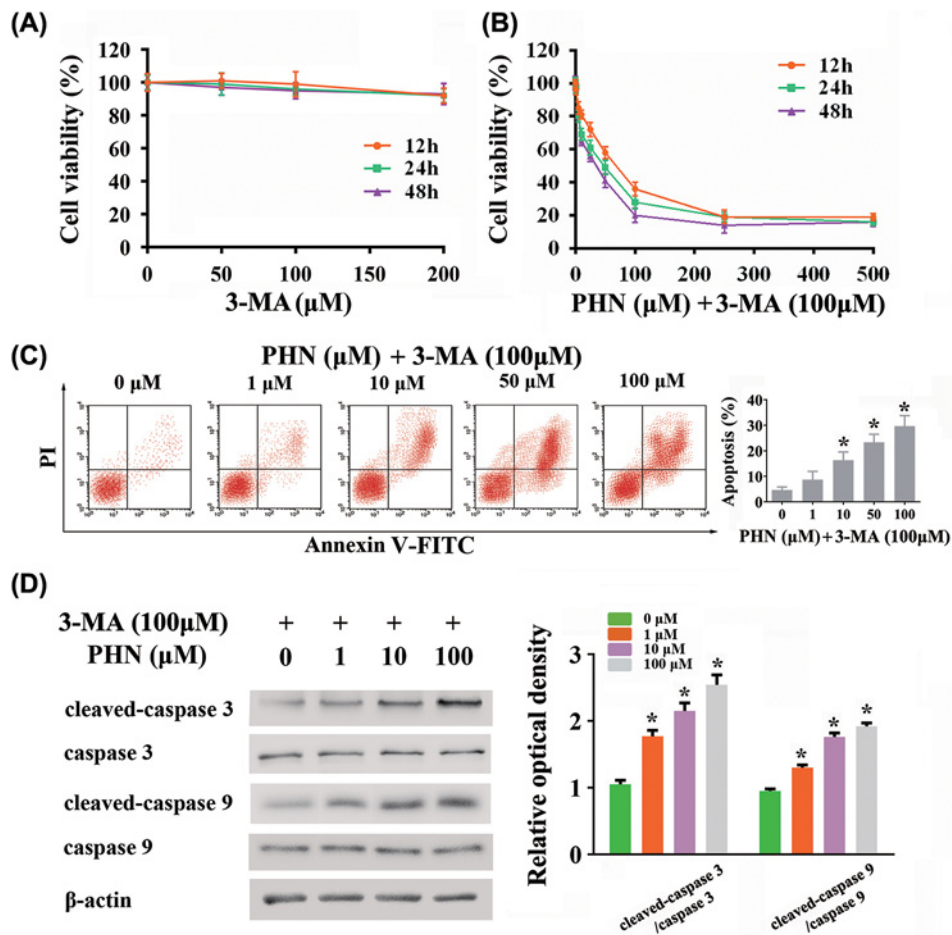 (A)
Cell viability (%)
120
100
80
60
40
20
0
12h
24h
48h
0 50 100 150 200
3-MA (μM)
(B)
Cell viability (%)
120
100
80
60
40
20
0
12h
24h
48h
0 100 200 300 400 500
PHN (μM) + 3-MA (100μM)
(C)
PHN (μM) + 3-MA (100μM)
0 μM 1 μM 10 μM 50 μM 100 μM
PI
Annexin V-FITC
Apoptosis (%)
40
30
20
10
0
* * *
0 1 10 50 100
PHN (μM) + 3-MA (100μM)
(D)
3-MA (100μM) + + + +
PHN (μM) 0 1 10 100
cleaved-caspase 3
caspase 3
cleaved-caspase 9
caspase 9
β-actin
0 μM
1 μM
10 μM
100 μM
Relative optical density
3
2
1
0
* * * * * *
cleaved-caspase 3
/caspase 3
cleaved-caspase 9
/caspase 9